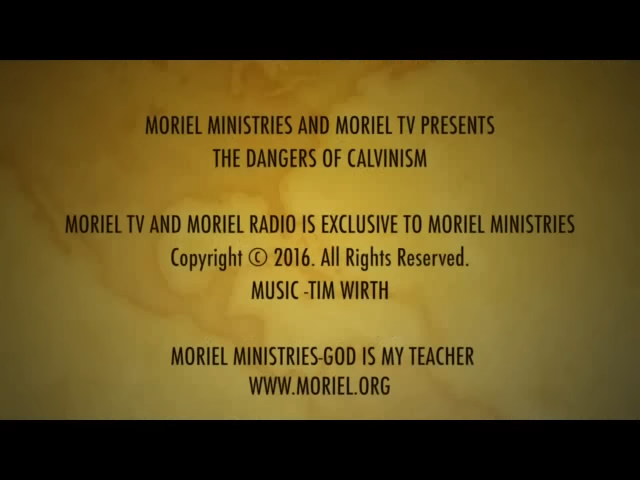 MORIEL MINISTRIES AND MORIEL TV PRESENTS
THE DANGERS OF CALVINISM
MORIEL TV AND MORIEL RADIO IS EXCLUSIVE TO MORIEL MINISTRIES
Copyright © 2016. All Rights Reserved.
MUSIC -TIM WIRTH
MORIEL MINISTRIES-GOD IS MY TEACHER
WWW.MORIEL.ORG